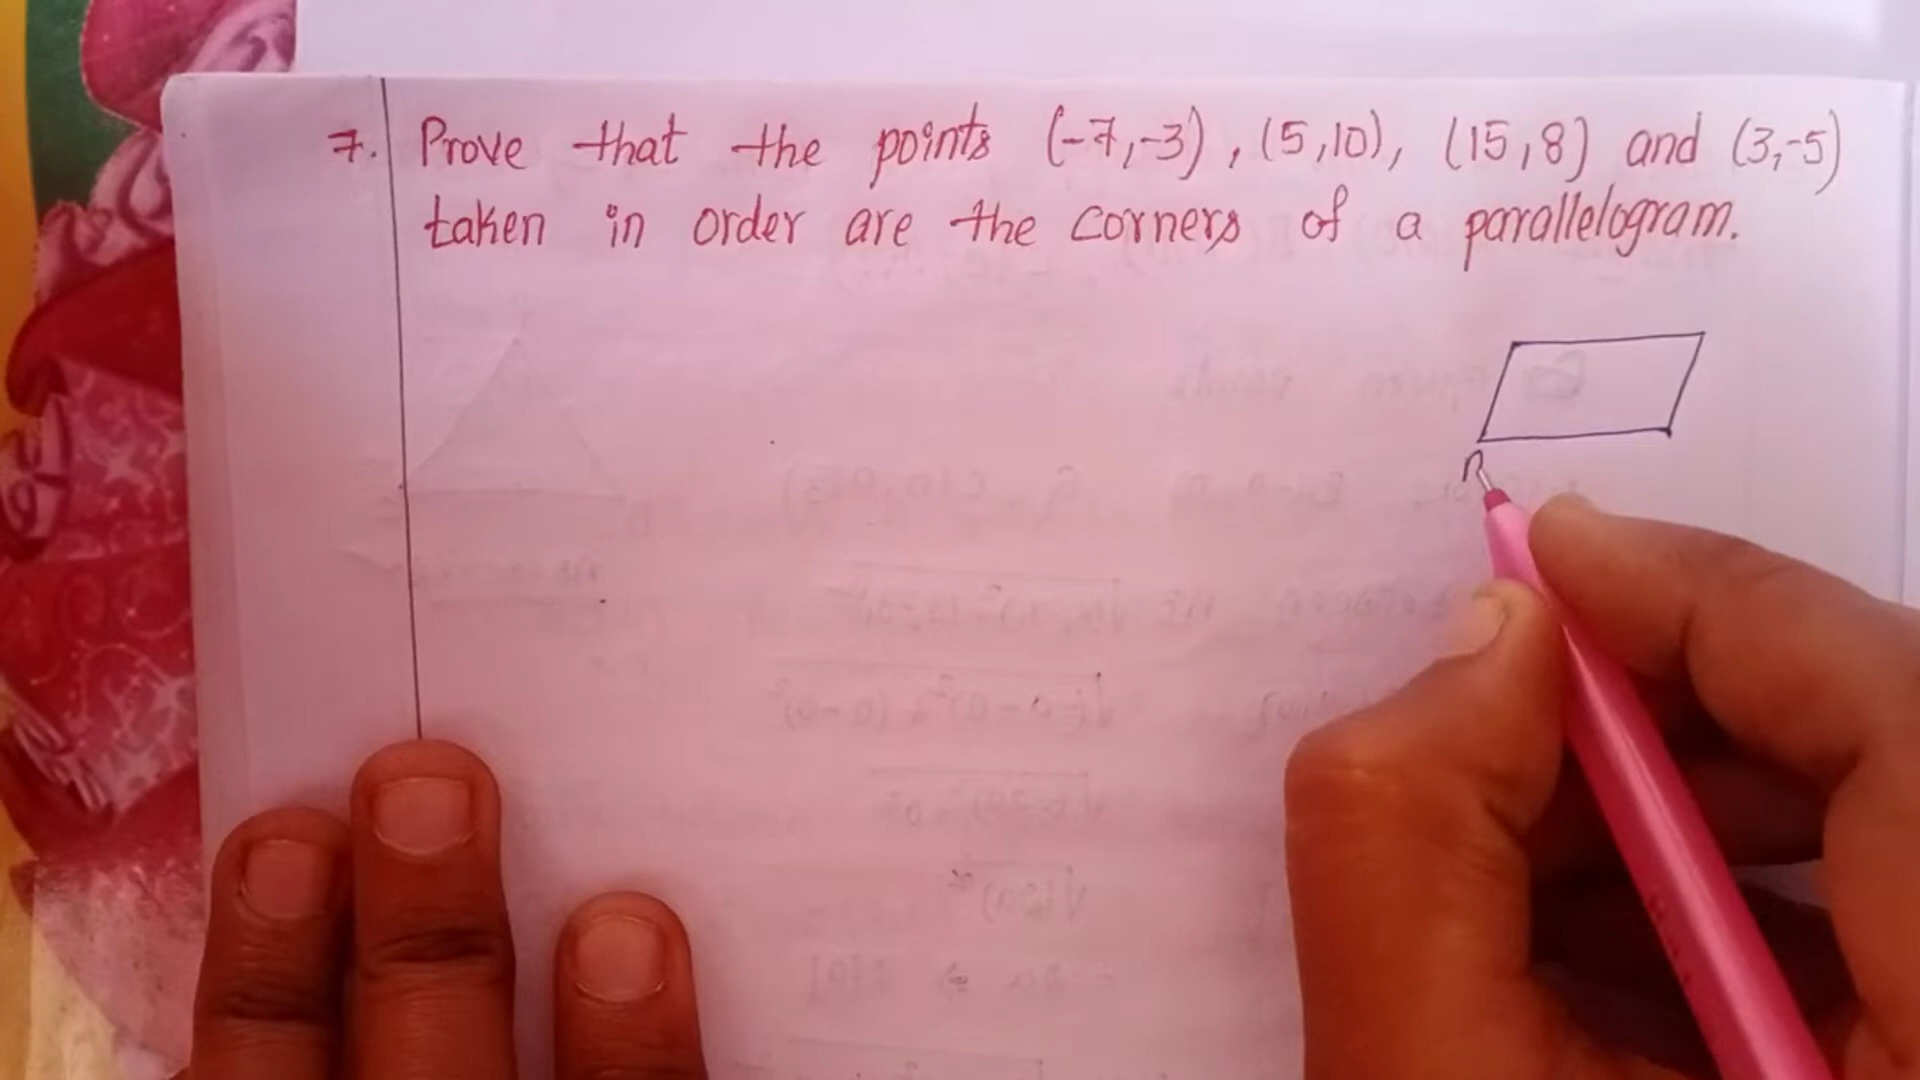 7. Prove that the points (-7,-3), (5,10), (15,8) and (3,-5)
taken in order are the corners of a parallelogram.